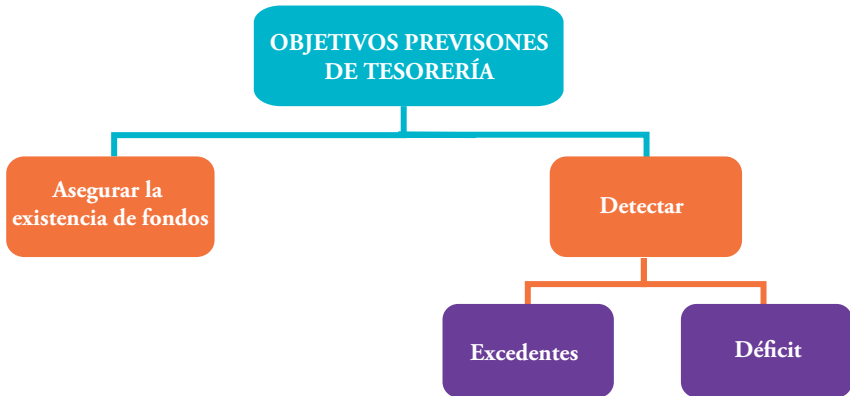 OBJETIVOS PREVISONES
DE TESORERÍA
Asegurar la
existencia de fondos
Detectar
Excedentes
Déficit